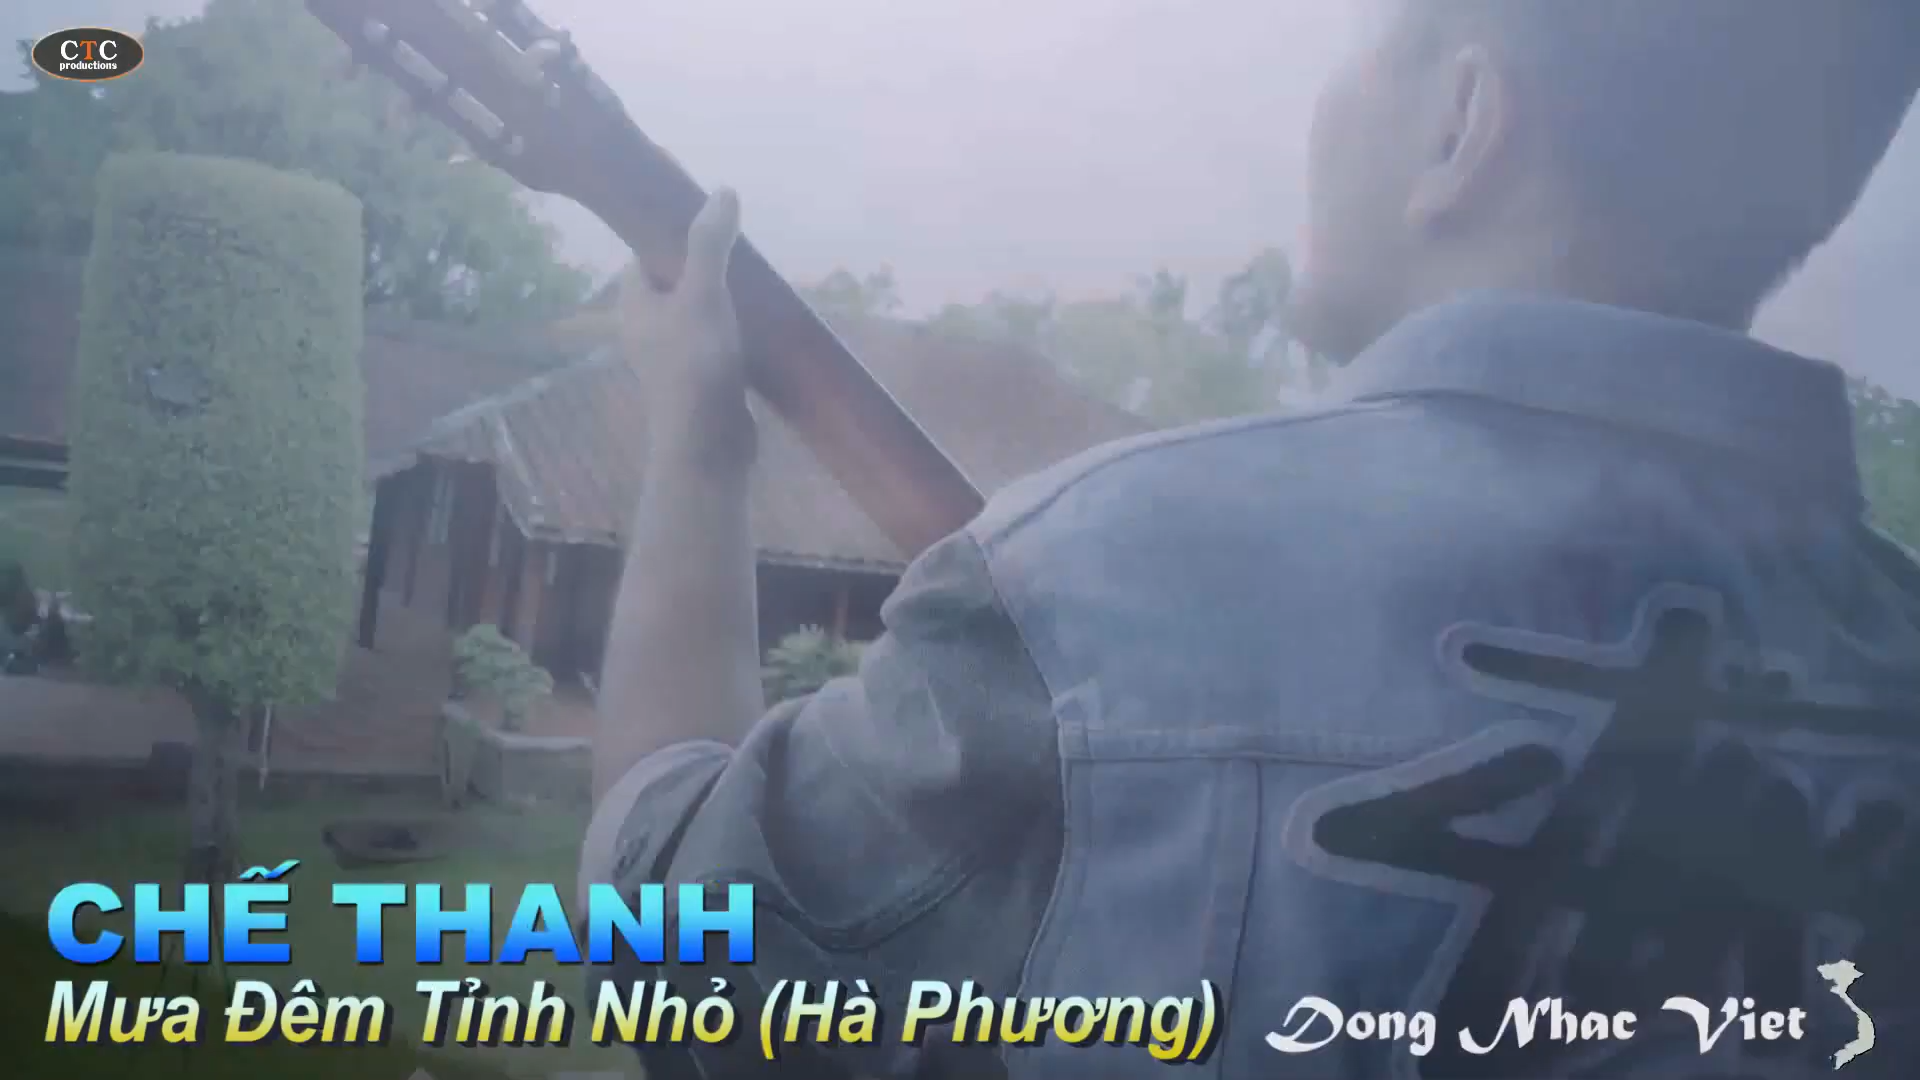 CTC
productions
CHẾ THANH
Mưa Đêm Tỉnh Nhỏ (Hà Phương)
Dong Nhac Viet